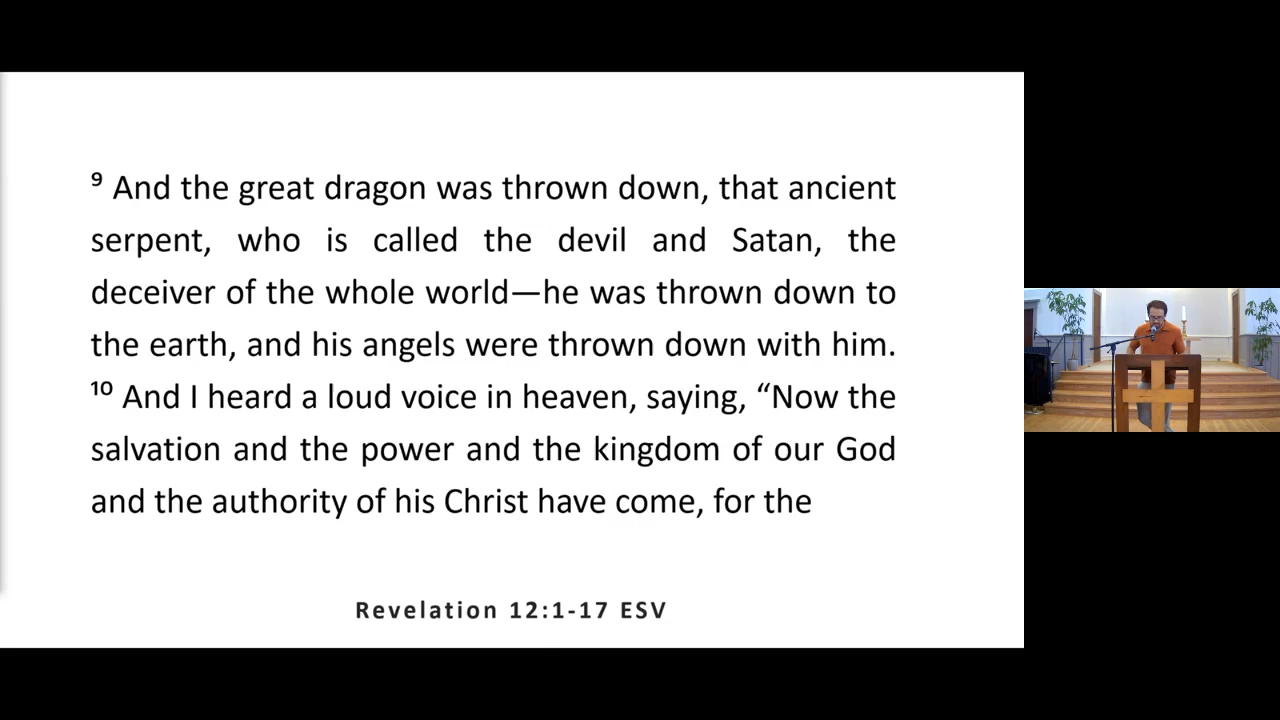 ⁹ And the great dragon was thrown down, that ancient
serpent, who is called the devil and Satan, the
deceiver of the whole world—he was thrown down to
the earth, and his angels were thrown down with him.
¹⁰ And I heard a loud voice in heaven, saying, “Now the
salvation and the power and the kingdom of our God
and the authority of his Christ have come, for the
Revelation 12:1-17 ESV